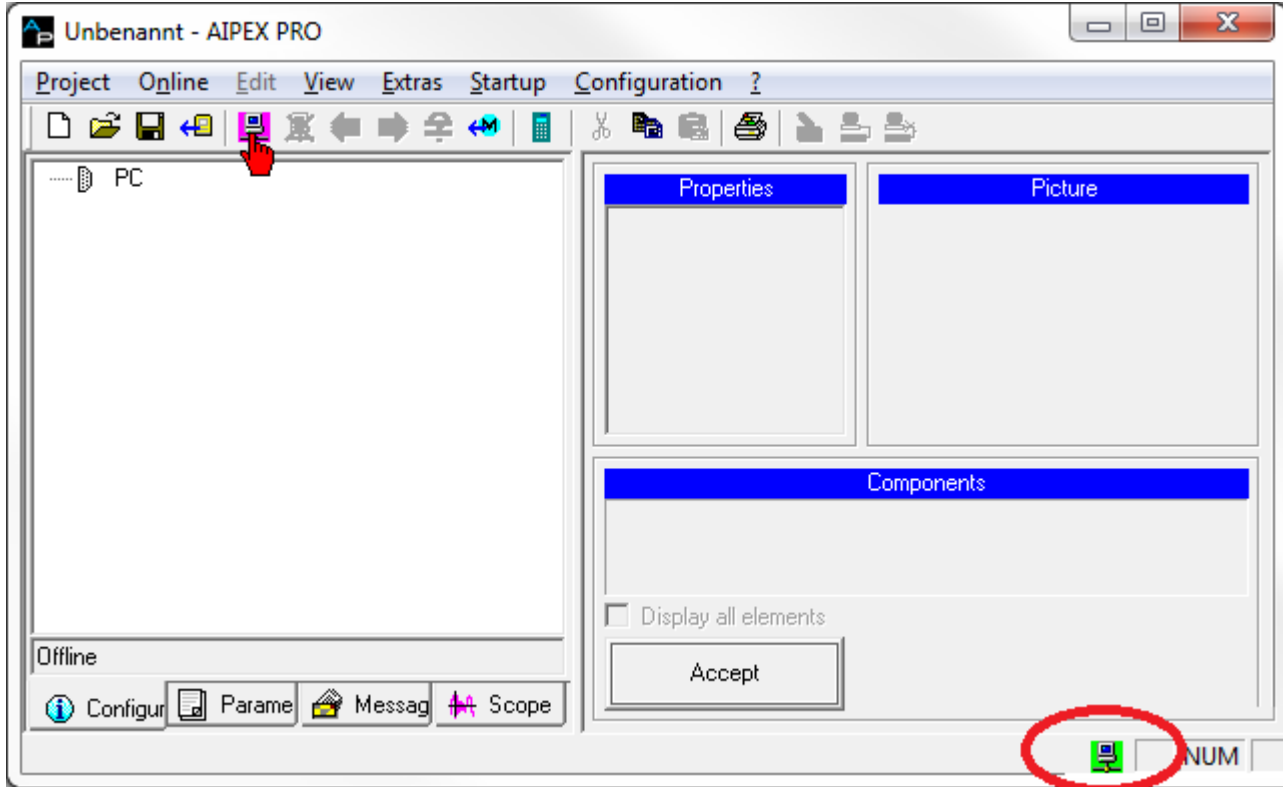 Unbenannt - AIPEX PRO
Project Online Edit View Extras Startup Configuration ?
PC
Properties
Picture
Components
Display all elements
Accept
Offline
Configur Parame Messag Scope
NUM